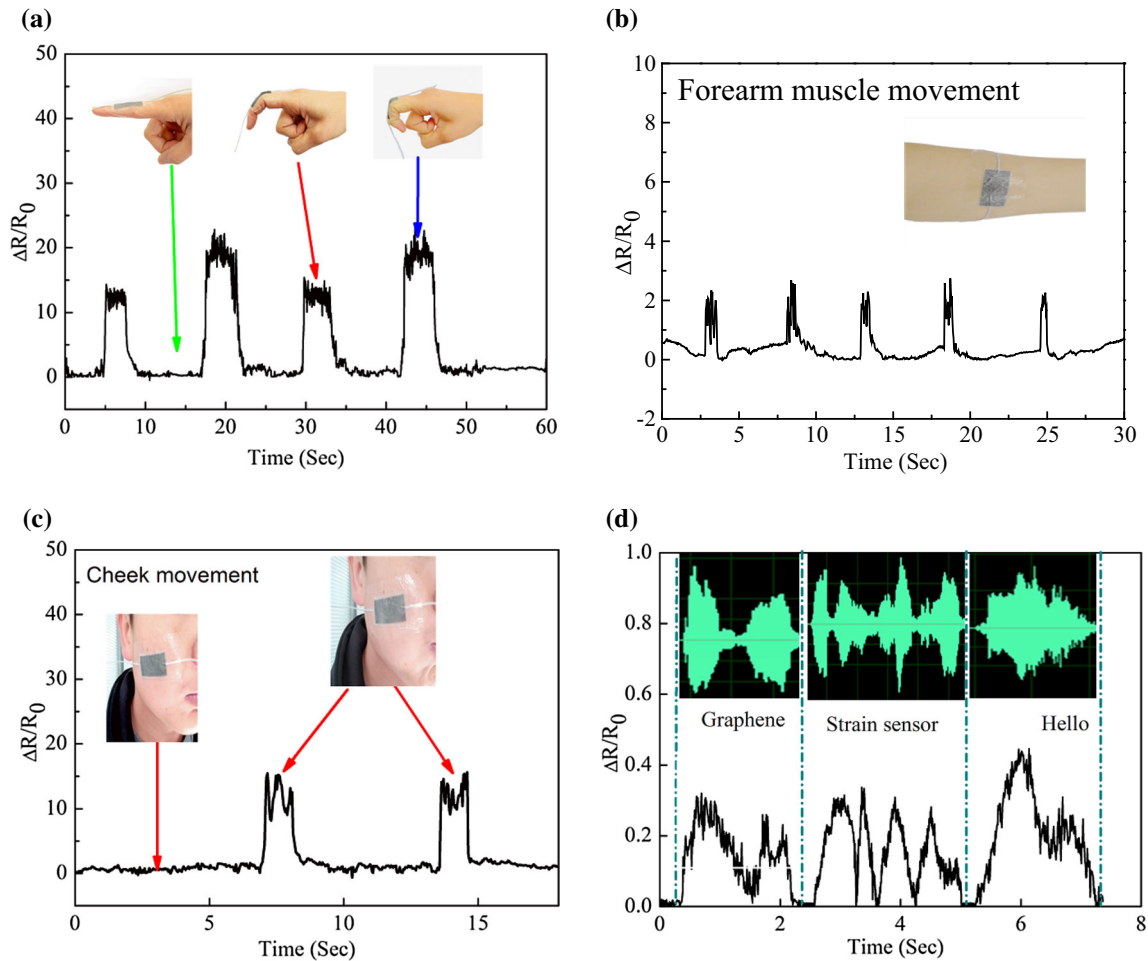 (a)
50
40
30
20
10
0
ΔR/R0
0 10 20 30 40 50 60
Time (Sec)
(b)
Forearm muscle movement
10
8
6
4
2
0
-2
ΔR/R0
0 5 10 15 20 25 30
Time (Sec)
(c)
Cheek movement
50
40
30
20
10
0
ΔR/R0
0 5 10 15
Time (Sec)
(d)
1.0
0.8
0.6
0.4
0.2
0.0
ΔR/R0
Graphene Strain sensor Hello
0 2 4 6 8
Time (Sec)